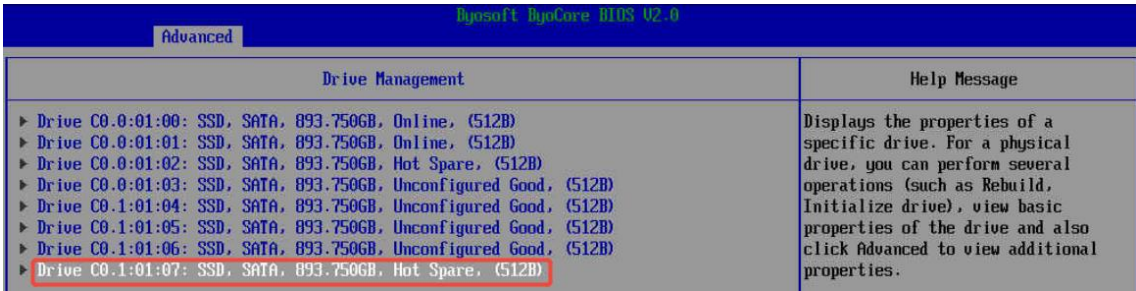 Byosoft ByoCore BIOS V2.0
Advanced
Drive Management
Help Message
Drive C0.0:01:00: SSD, SATA, 893.750GB, Online, (512B)
Drive C0.0:01:01: SSD, SATA, 893.750GB, Online, (512B)
Drive C0.0:01:02: SSD, SATA, 893.750GB, Hot Spare, (512B)
Drive C0.0:01:03: SSD, SATA, 893.750GB, Unconfigured Good, (512B)
Drive C0.1:01:04: SSD, SATA, 893.750GB, Unconfigured Good, (512B)
Drive C0.1:01:05: SSD, SATA, 893.750GB, Unconfigured Good, (512B)
Drive C0.1:01:06: SSD, SATA, 893.750GB, Unconfigured Good, (512B)
Drive C0.1:01:07: SSD, SATA, 893.750GB, Hot Spare, (512B)
Displays the properties of a
specific drive. For a physical
drive, you can perform several
operations (such as Rebuild,
Initialize drive), view basic
properties of the drive and also
click Advanced to view additional
properties.